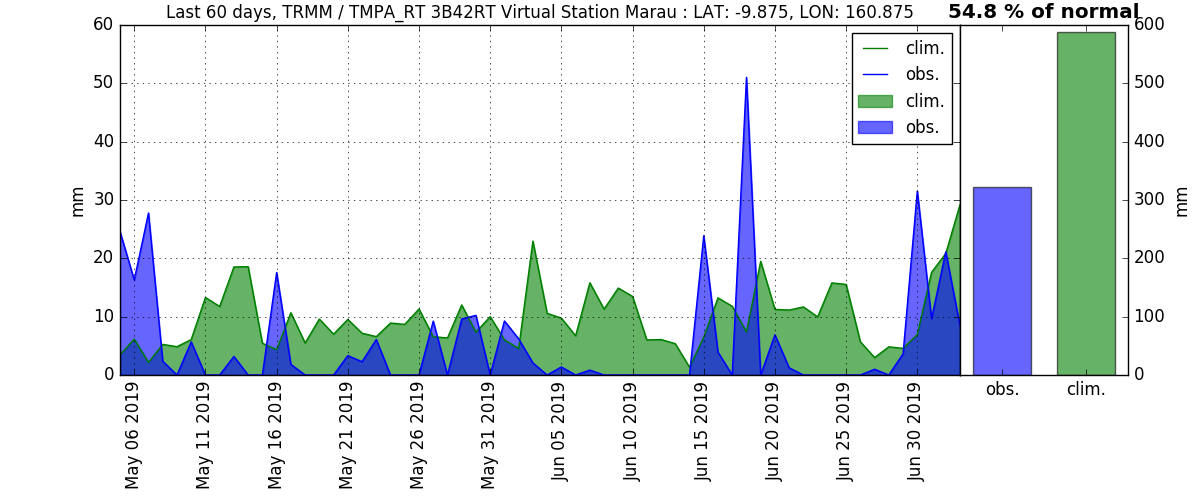 Last 60 days, TRMM / TMPA_RT 3B42RT Virtual Station Marau : LAT: -9.875, LON: 160.875
54.8 % of normal
60
50
40
30
20
10
0
mm
clim.
obs.
clim.
obs.
600
500
400
300
200
100
0
mm
May 06 2019
May 11 2019
May 16 2019
May 21 2019
May 26 2019
May 31 2019
Jun 05 2019
Jun 10 2019
Jun 15 2019
Jun 20 2019
Jun 25 2019
Jun 30 2019
obs.
clim.